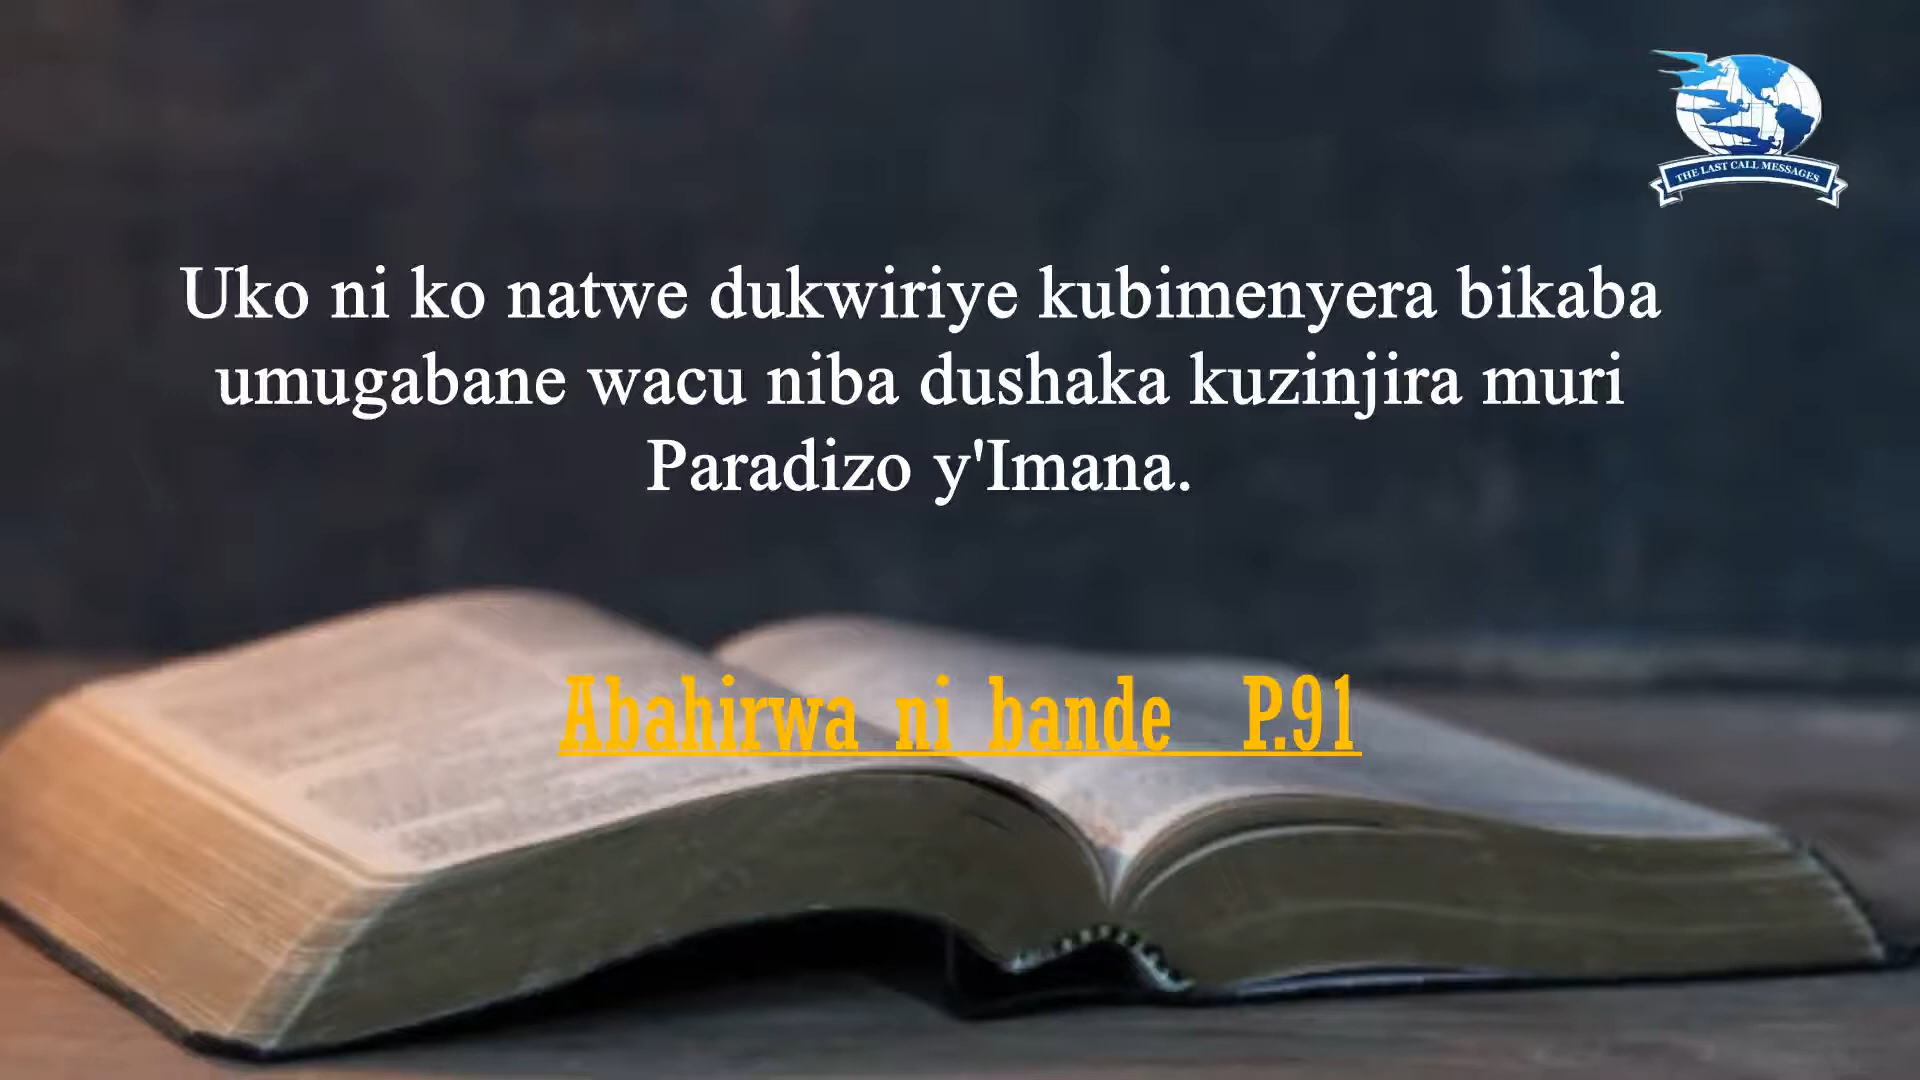 THE LAST CALL MESSAGES
Uko ni ko natwe dukwiriye kubimenyera bikaba
umugabane wacu niba dushaka kuzinjira muri
Paradizo y'Imana.
Abahirwa ni bande P.91